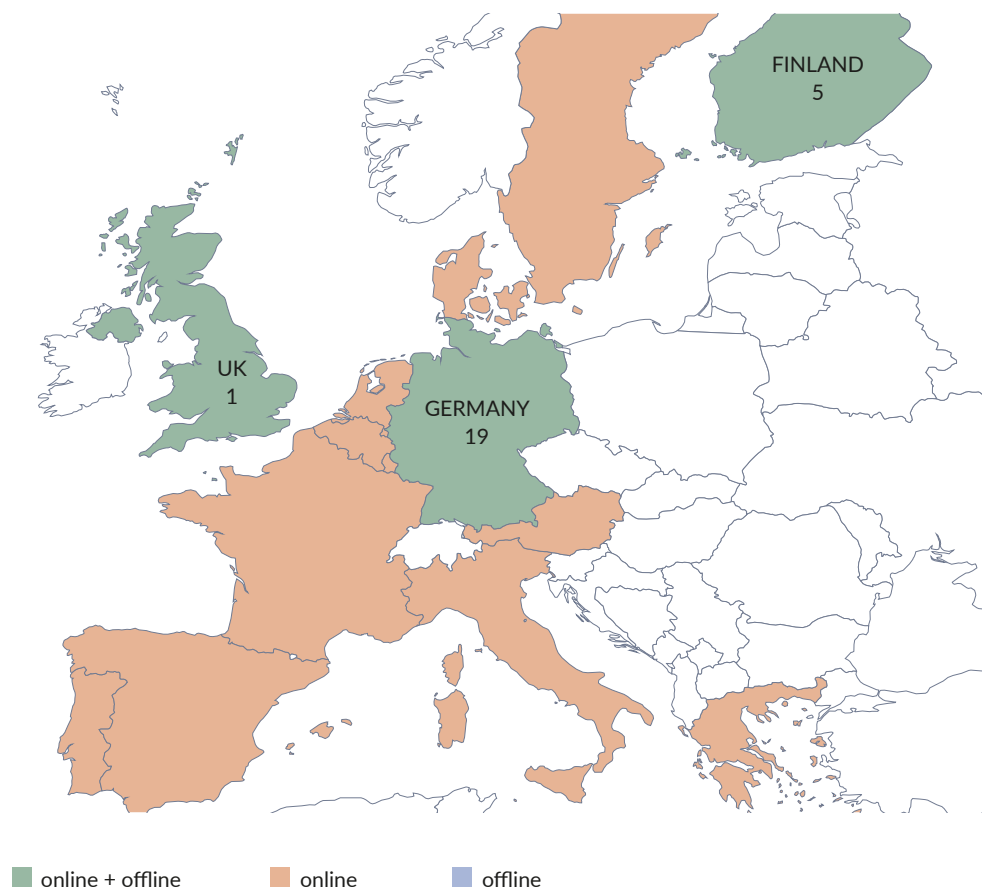 FINLAND
5
UK
1
GERMANY
19
online + offline
online
offline